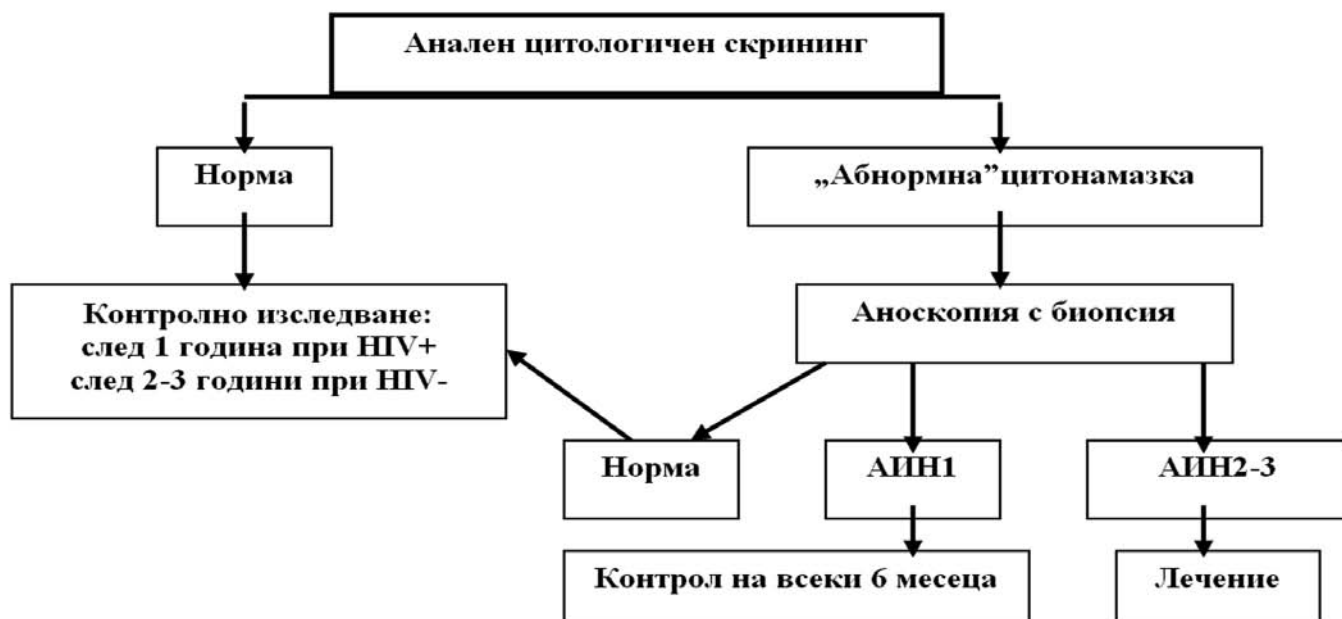 Анален цитологичен скрининг
Норма
„Абнормна”цитонамазка
Контролно изследване:
след 1 година при HIV+
след 2-3 години при HIV-
Аноскопия с биопсия
Норма
АИН1
АИН2-3
Контрол на всеки 6 месеца
Лечение